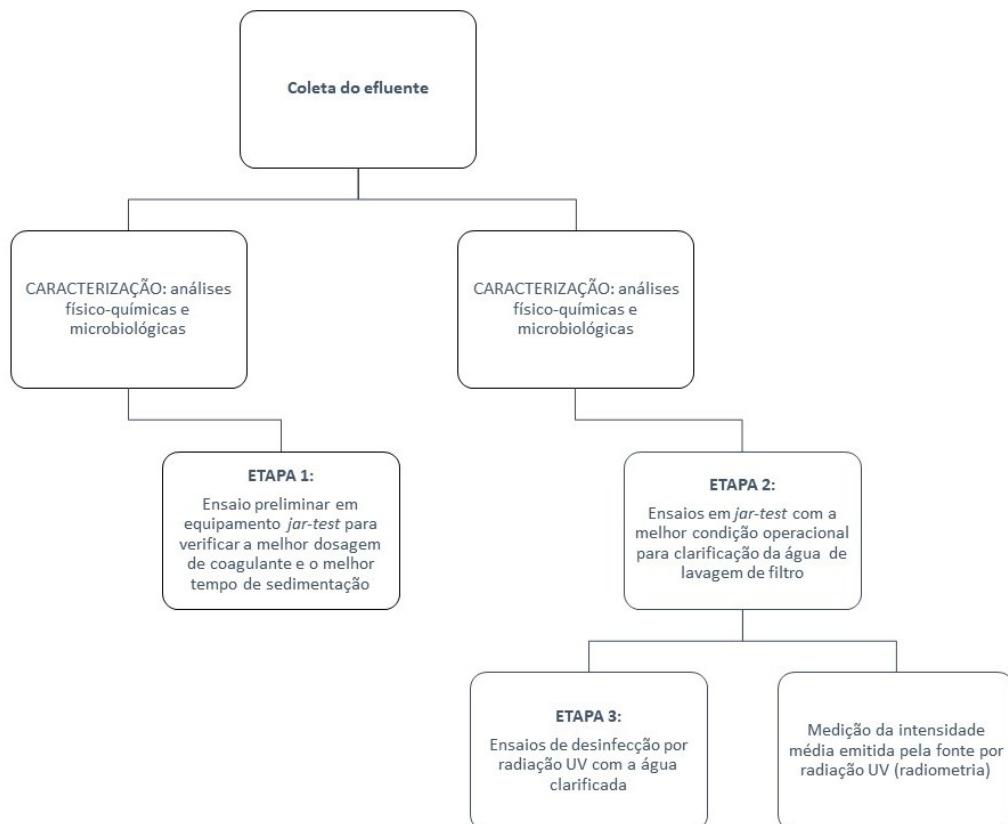 Coleta do efluente
CARACTERIZAÇÃO: análises
físico-químicas e
microbiológicas
CARACTERIZAÇÃO: análises
físico-químicas e
microbiológicas
ETAPA 1:
Ensaio preliminar em
equipamento jar-test para
verificar a melhor dosagem
de coagulante e o melhor
tempo de sedimentação
ETAPA 2:
Ensaios em jar-test com a
melhor condição operacional
para clarificação da água de
lavagem de filtro
ETAPA 3:
Ensaios de desinfecção por
radiação UV com a água
clarificada
Medição da intensidade
média emitida pela fonte por
radiação UV (radiometria)